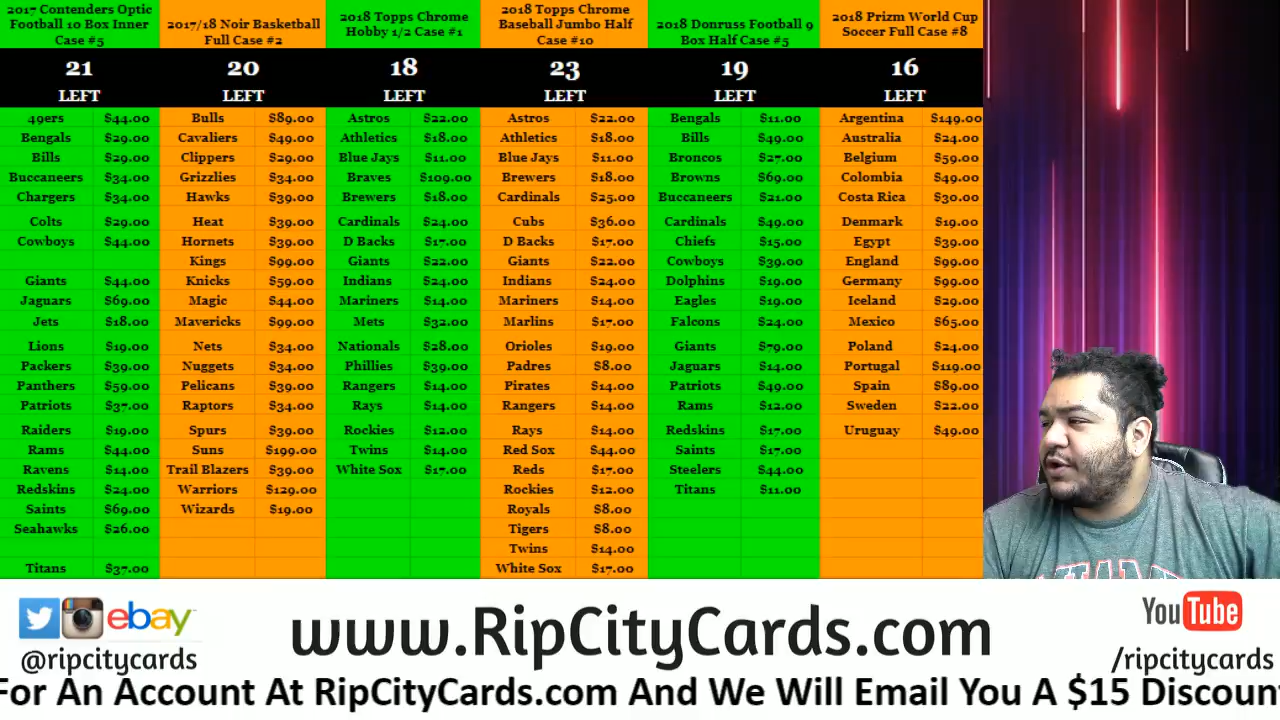 2017 Contenders Optic
Football 10 Box Inner
Case #5
21
LEFT
49ers $44.00
Bengals $29.00
Bills $29.00
Buccaneers $34.00
Chargers $34.00
Colts $29.00
Cowboys $44.00
Giants $44.00
Jaguars $69.00
Jets $18.00
Lions $19.00
Packers $39.00
Panthers $59.00
Patriots $37.00
Raiders $19.00
Rams $44.00
Ravens $14.00
Redskins $24.00
Saints $69.00
Seahawks $26.00
Titans $37.00
2017/18 Noir Basketball
Full Case #2
20
LEFT
Bulls $89.00
Cavaliers $49.00
Clippers $29.00
Grizzlies $34.00
Hawks $39.00
Heat $39.00
Hornets $39.00
Kings $99.00
Knicks $59.00
Magic $44.00
Mavericks $99.00
Nets $34.00
Nuggets $34.00
Pelicans $39.00
Raptors $34.00
Spurs $39.00
Suns $199.00
Trail Blazers $39.00
Warriors $129.00
Wizards $19.00
2018 Topps Chrome
Hobby 1/2 Case #1
18
LEFT
Astros $22.00
Athletics $18.00
Blue Jays $11.00
Braves $109.00
Brewers $18.00
Cardinals $24.00
D Backs $17.00
Giants $22.00
Indians $24.00
Mariners $14.00
Mets $32.00
Nationals $28.00
Phillies $39.00
Rangers $14.00
Rays $14.00
Rockies $12.00
Twins $14.00
White Sox $17.00
2018 Topps Chrome
Baseball Jumbo Half
Case #10
23
LEFT
Astros $22.00
Athletics $18.00
Blue Jays $11.00
Brewers $18.00
Cardinals $25.00
Cubs $36.00
D Backs $17.00
Giants $22.00
Indians $24.00
Mariners $14.00
Marlins $17.00
Orioles $19.00
Padres $8.00
Pirates $14.00
Rangers $14.00
Rays $14.00
Red Sox $44.00
Reds $17.00
Rockies $12.00
Royals $8.00
Tigers $8.00
Twins $14.00
White Sox $17.00
2018 Donruss Football 9
Box Half Case #5
19
LEFT
Bengals $11.00
Bills $49.00
Broncos $27.00
Browns $69.00
Buccaneers $21.00
Cardinals $49.00
Chiefs $15.00
Cowboys $39.00
Dolphins $19.00
Eagles $19.00
Falcons $24.00
Giants $79.00
Jaguars $14.00
Patriots $49.00
Rams $12.00
Redskins $17.00
Saints $17.00
Steelers $44.00
Titans $11.00
2018 Prizm World Cup
Soccer Full Case #8
16
LEFT
Argentina $149.00
Australia $24.00
Belgium $59.00
Colombia $49.00
Costa Rica $30.00
Denmark $19.00
Egypt $39.00
England $99.00
Germany $99.00
Iceland $29.00
Mexico $65.00
Poland $24.00
Portugal $119.00
Spain $89.00
Sweden $22.00
Uruguay $49.00
ebay
@ripcitycards
www.RipCityCards.com
YouTube
/ripcitycards
For An Account At RipCityCards.com And We Will Email You A $15 Discount